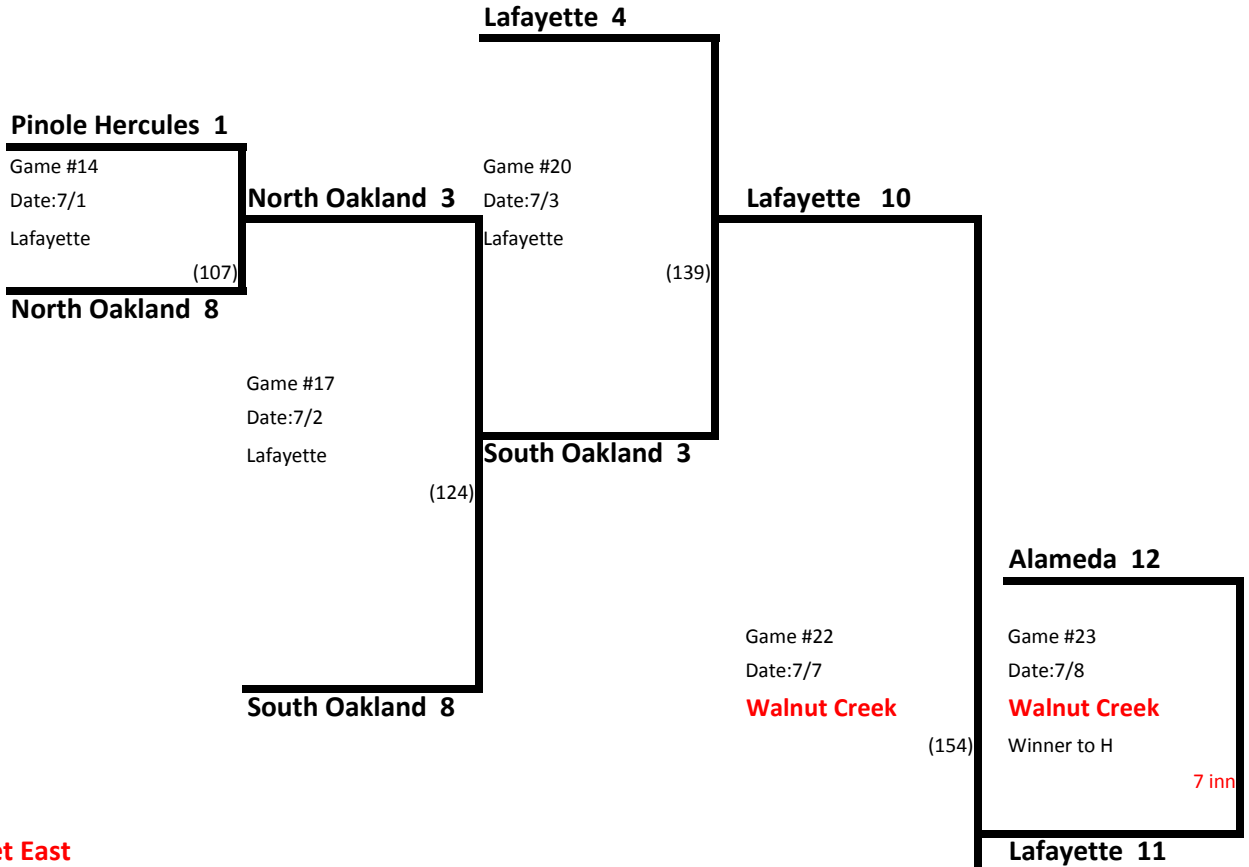 Lafayette 4
Pinole Hercules 1
Game #14
Date:7/1
Lafayette
(107)
North Oakland 8
North Oakland 3
Game #17
Date:7/2
Lafayette
(124)
South Oakland 8
Game #20
Date:7/3
Lafayette
(139)
South Oakland 3
Lafayette 10
Game #22
Date:7/7
Walnut Creek
(154)
Alameda 12
Game #23
Date:7/8
Walnut Creek
Winner to H
7 inn
Lafayette 11
et East